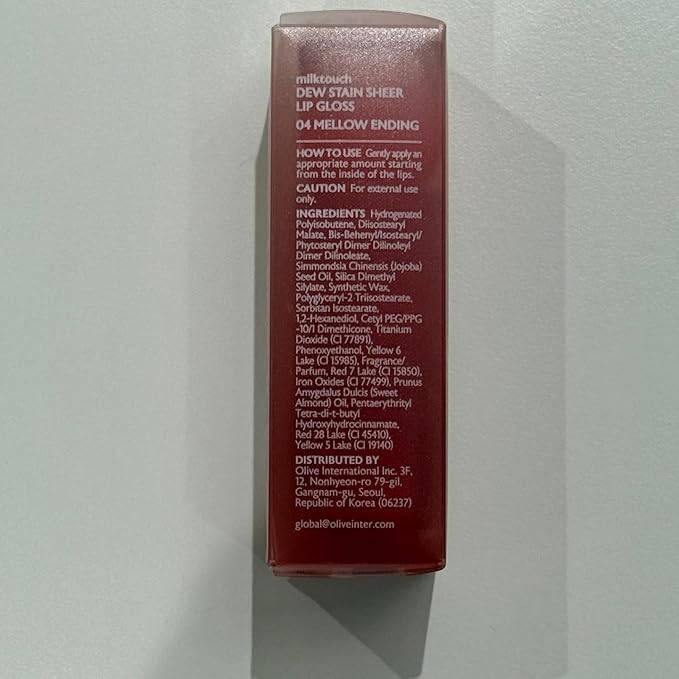 milktouch
DEW STAIN SHEER
LIP GLOSS
04 MELLOW ENDING
HOW TO USE Gently apply an
appropriate amount starting
from the inside of the lips.
CAUTION For external use
only.
INGREDIENTS Hydrogenated
Polyisobutene, Diisostearyl
Malate, Bis-Behenyl/Isostearyl/
Phytosteryl Dimer Dilinoleyl
Dimer Dilinoleate,
Simmondsia Chinensis (Jojoba)
Seed Oil, Silica Dimethyl
Silylate, Synthetic Wax,
Polyglyceryl-2 Triisostearate,
Sorbitan Isostearate,
1,2-Hexanediol, Cetyl PEG/PPG
-10/1 Dimethicone, Titanium
Dioxide (CI 77891),
Phenoxyethanol, Yellow 6
Lake (CI 15985), Fragrance/
Parfum, Red 7 Lake (CI 15850),
Iron Oxides (CI 77499), Prunus
Amygdalus Dulcis (Sweet
Almond) Oil, Pentaerythrityl
Tetra-di-t-butyl
Hydroxyhydrocinnamate,
Red 28 Lake (CI 45410),
Yellow 5 Lake (CI 19140)
DISTRIBUTED BY
Olive International Inc. 3F,
12, Nonhyeon-ro 79-gil,
Gangnam-gu, Seoul,
Republic of Korea (06237)
global@oliveinter.com